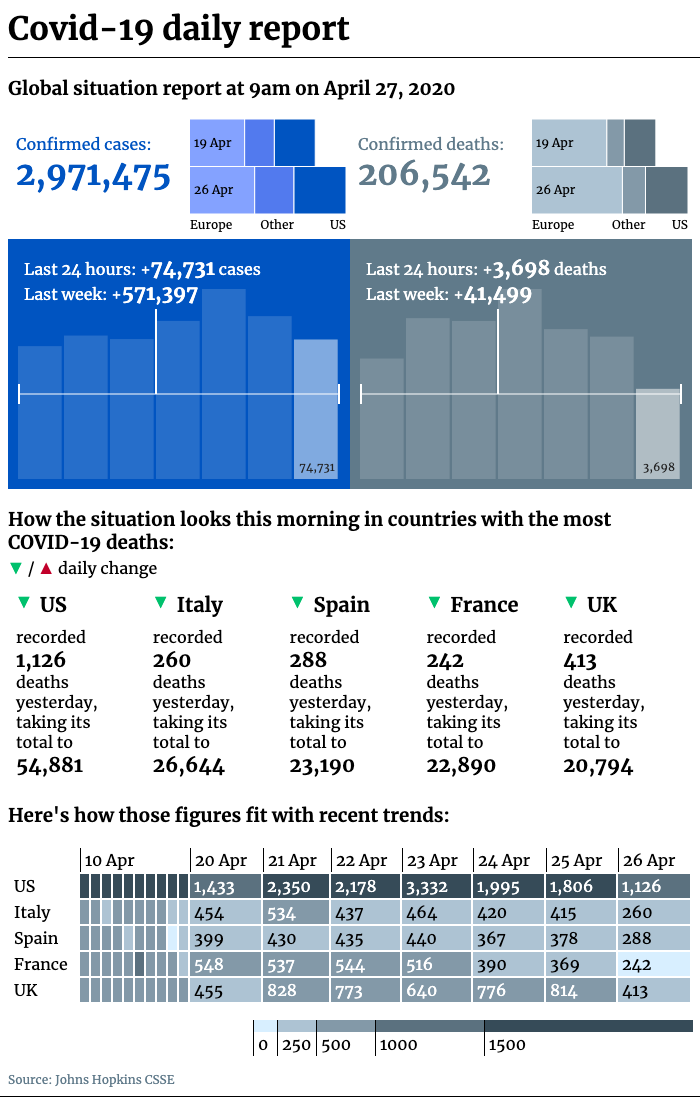 Covid-19 daily report
Global situation report at 9am on April 27, 2020
Confirmed cases:
2,971,475
19 Apr
26 Apr
Europe Other US
Confirmed deaths:
206,542
19 Apr
26 Apr
Europe Other US
Last 24 hours: +74,731 cases
Last week: +571,397
74,731
Last 24 hours: +3,698 deaths
Last week: +41,499
3,698
How the situation looks this morning in countries with the most
COVID-19 deaths:
▼ / ▲ daily change
▼ US
recorded
1,126
deaths
yesterday,
taking its
total to
54,881
▼ Italy
recorded
260
deaths
yesterday,
taking its
total to
26,644
▼ Spain
recorded
288
deaths
yesterday,
taking its
total to
23,190
▼ France
recorded
242
deaths
yesterday,
taking its
total to
22,890
▼ UK
recorded
413
deaths
yesterday,
taking its
total to
20,794
Here's how those figures fit with recent trends:
10 Apr 20 Apr 21 Apr 22 Apr 23 Apr 24 Apr 25 Apr 26 Apr
US 1,433 2,350 2,178 3,332 1,995 1,806 1,126
Italy 454 534 437 464 420 415 260
Spain 399 430 435 440 367 378 288
France 548 537 544 516 390 369 242
UK 455 828 773 640 776 814 413
0 250 500 1000 1500
Source: Johns Hopkins CSSE